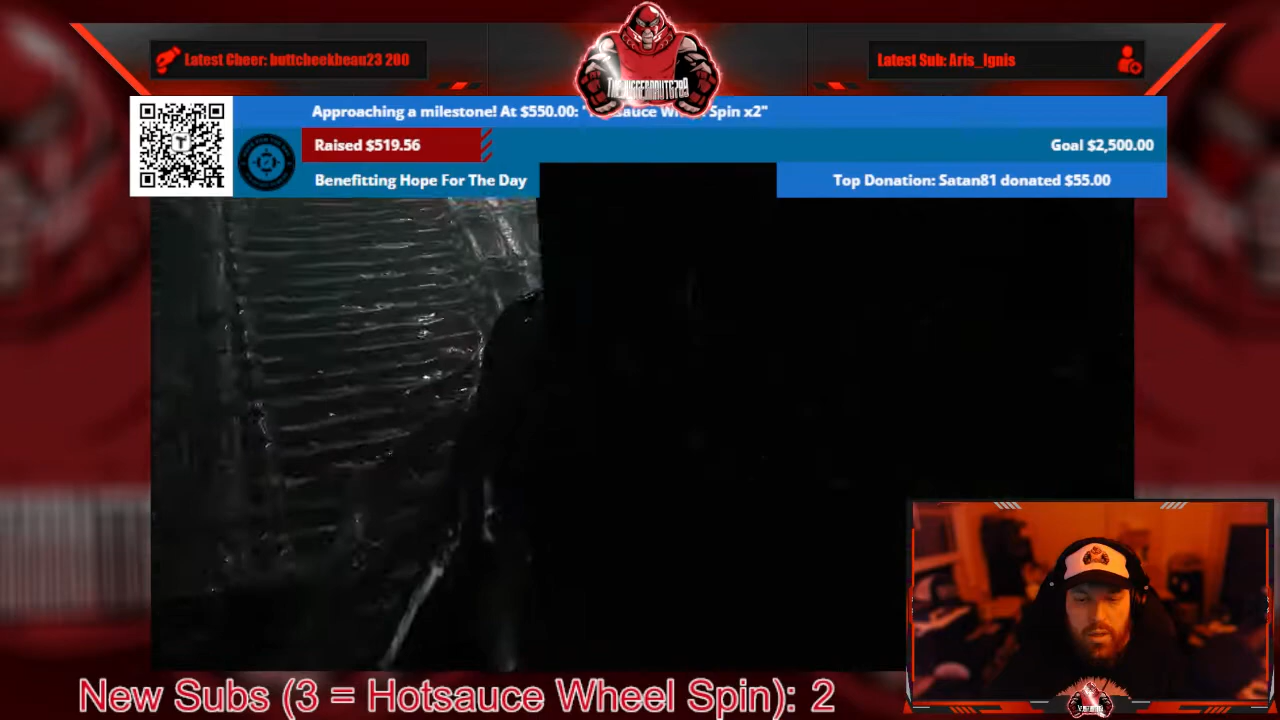 Latest Cheer: buttcheekbeau23 200
Latest Sub: Aris_Ignis
Approaching a milestone! At $550.00: Spin x2"
Raised $519.56
Goal $2,500.00
Benefitting Hope For The Day
Top Donation: Satan81 donated $55.00
New Subs (3 = Hotsauce Wheel Spin): 2